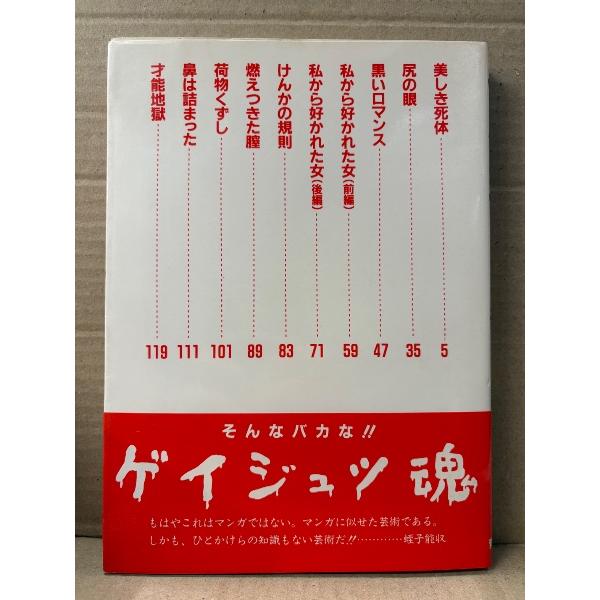 美しき死体………5
尻の眼………35
黒いロマンス………47
私から好かれた女(前編)………59
私から好かれた女(後編)………71
けんかの規則………83
燃えつきた膣………89
荷物くずし………101
鼻は詰まった………111
才能地獄………119
そんなバカな!!
ゲイジュツ魂
もはやこれはマンガではない。マンガに似せた芸術である。
しかも、ひとかけらの知識もない芸術だ!!…………蛭子能収